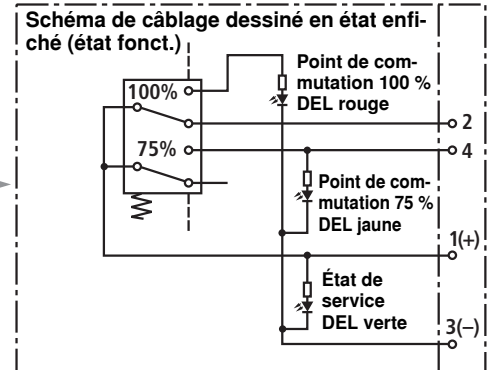 Schéma de câblage dessiné en état enfi-
ché (état fonct.)
Point de com-
mutation 100 %
DEL rouge
100%
2
75%
4
Point de com-
mutation 75 %
DEL jaune
1(+)
État de
service
DEL verte
3(–)